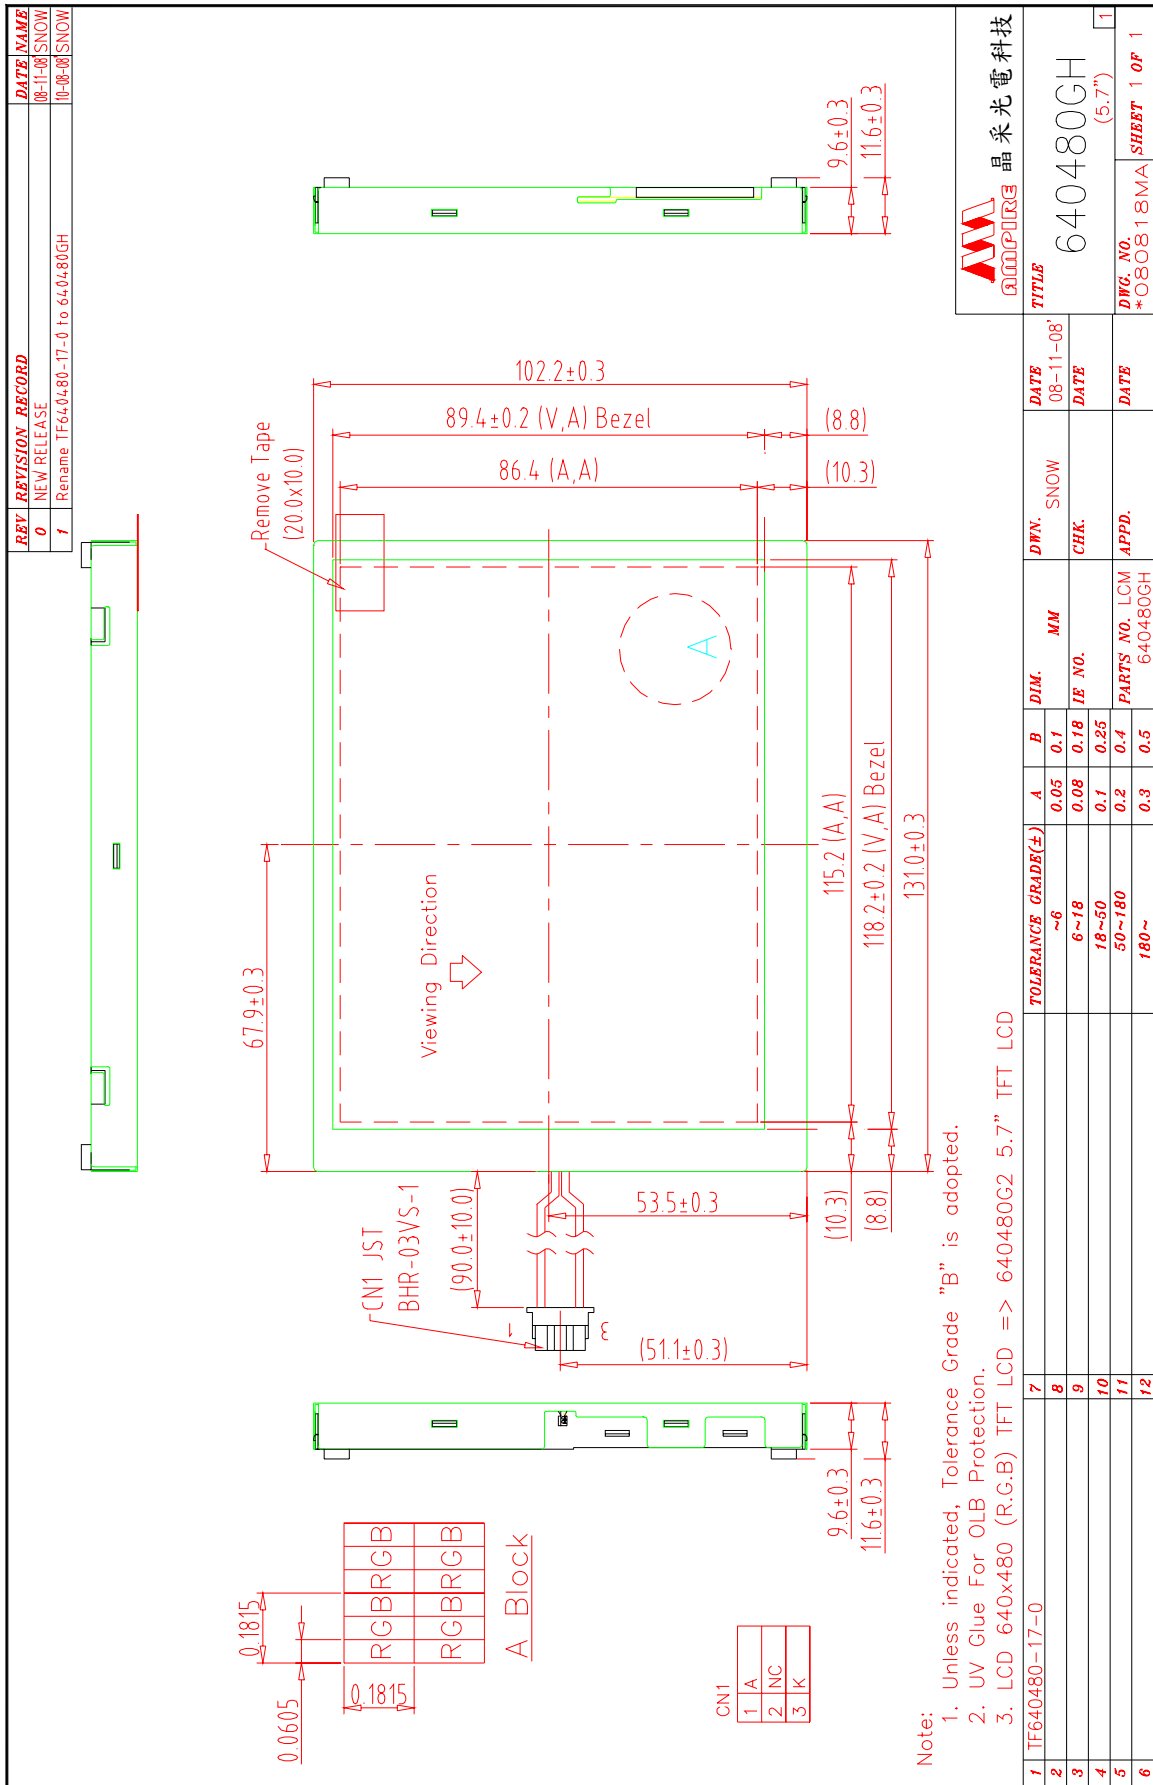 REV REVISION RECORD DATE NAME
0 NEW RELEASE 08-11-08' SNOW
1 Rename TF640480-17-0 to 640480GH 10-08-08' SNOW
0.1815
0.0605
0.1815
R G B R G B
R G B R G B
A Block
CN1
1 A
2 NC
3 K
9.6±0.3
11.6±0.3
CN1 JST
BHR-03VS-1
(90.0±10.0)
1
3
(51.1±0.3)
53.5±0.3
67.9±0.3
Viewing Direction
Remove Tape
(20.0x10.0)
A
102.2±0.3
89.4±0.2 (V,A) Bezel
86.4 (A,A)
(8.8)
(10.3)
115.2 (A,A)
118.2±0.2 (V,A) Bezel
131.0±0.3
(10.3)
(8.8)
9.6±0.3
11.6±0.3
Note:
1. Unless indicated, Tolerance Grade "B" is adopted.
2. UV Glue For OLB Protection.
3. LCD 640x480 (R.G.B) TFT LCD => 640480G2 5.7" TFT LCD
AMPIRE 晶采光電科技
1 TF640480-17-0 7
2 8
3 9
4 10
5 11
6 12
TOLERANCE GRADE(±) A B
~6 0.05 0.1
6~18 0.08 0.18
18~50 0.1 0.25
50~180 0.2 0.4
180~ 0.3 0.5
DIM. MM
IE NO.
PARTS NO. LCM
640480GH
DWN. SNOW
CHK.
APPD.
DATE
08-11-08'
DATE
DATE
TITLE
640480GH
(5.7")
1
DWG. NO.
*080818MA
SHEET 1 OF 1